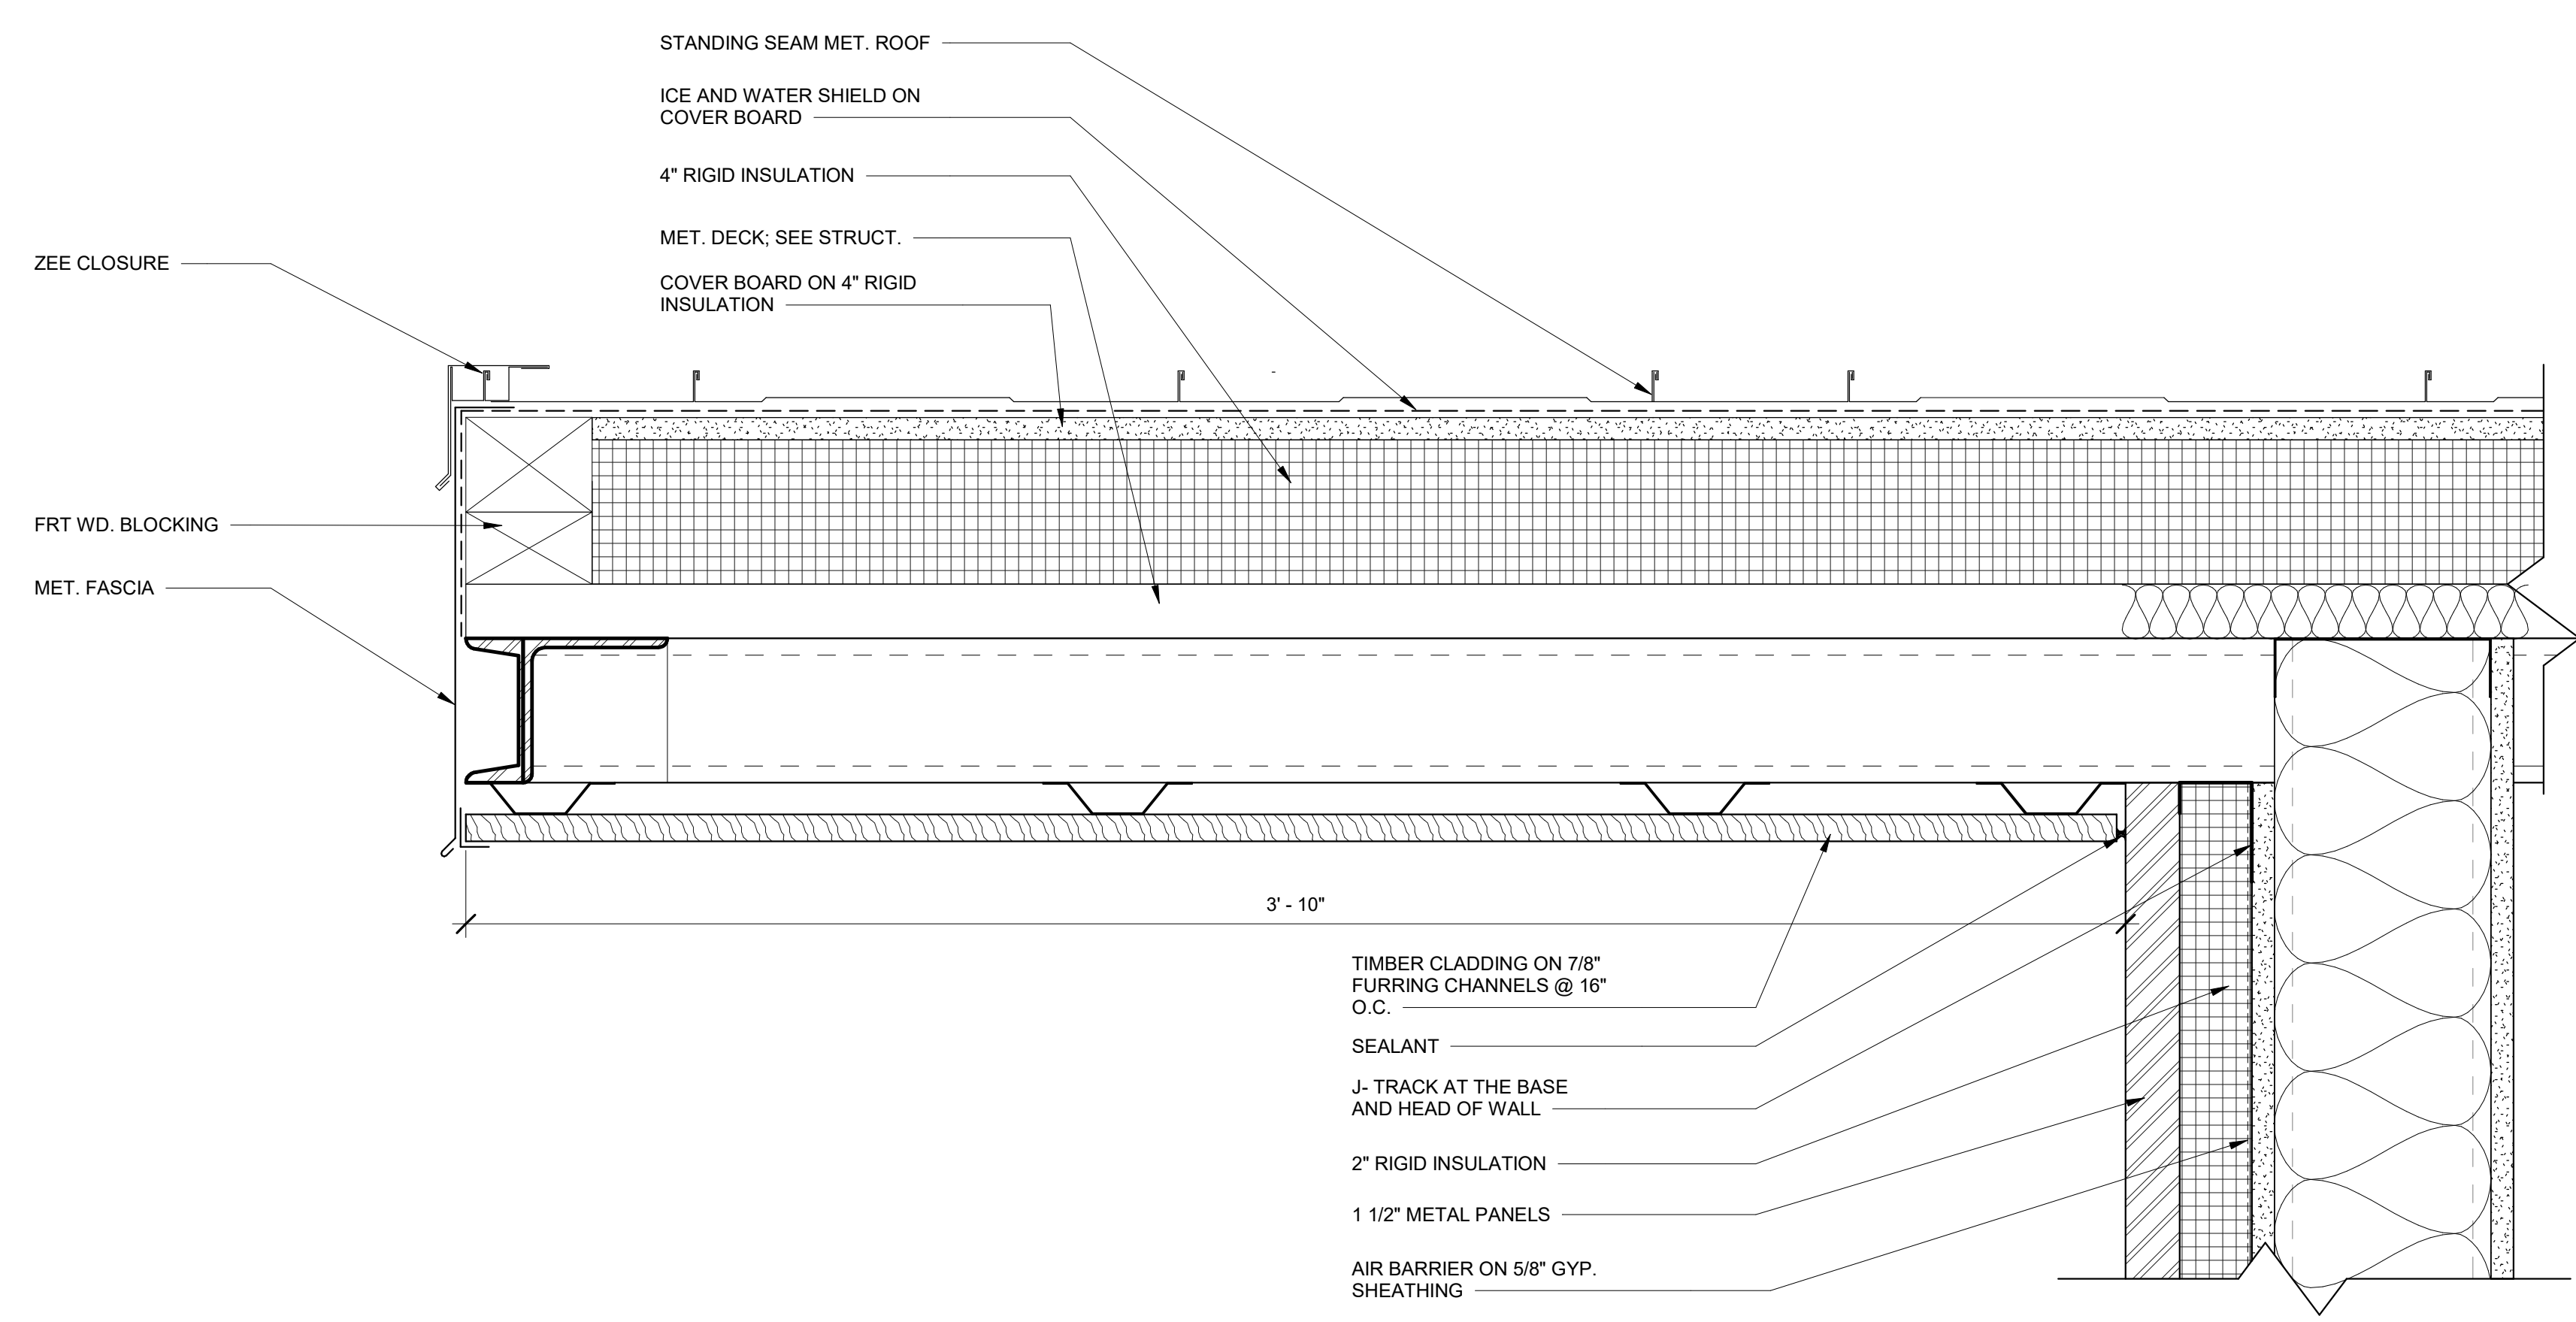 STANDING SEAM MET. ROOF
ICE AND WATER SHIELD ON
COVER BOARD
4" RIGID INSULATION
MET. DECK; SEE STRUCT.
COVER BOARD ON 4" RIGID
INSULATION
ZEE CLOSURE
FRT WD. BLOCKING
MET. FASCIA
3' - 10"
TIMBER CLADDING ON 7/8"
FURRING CHANNELS @ 16"
O.C.
SEALANT
J- TRACK AT THE BASE
AND HEAD OF WALL
2" RIGID INSULATION
1 1/2" METAL PANELS
AIR BARRIER ON 5/8" GYP.
SHEATHING